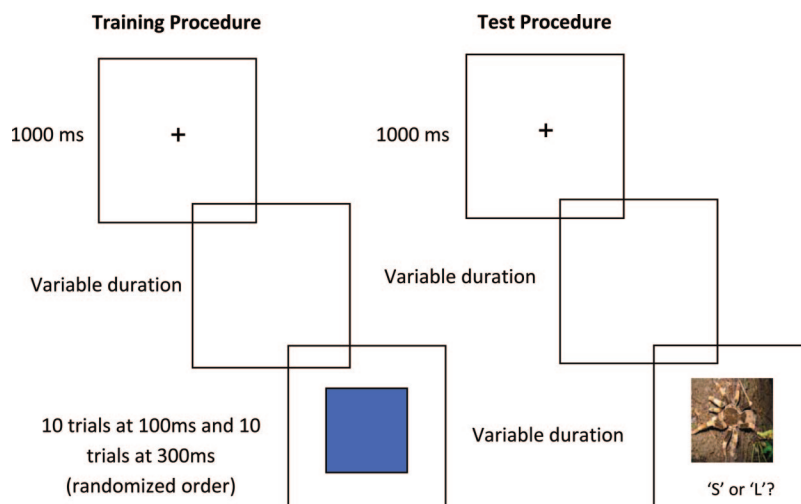 Training Procedure
1000 ms
+
Variable duration
10 trials at 100ms and 10
trials at 300ms
(randomized order)
Test Procedure
1000 ms
+
Variable duration
Variable duration
'S' or 'L'?